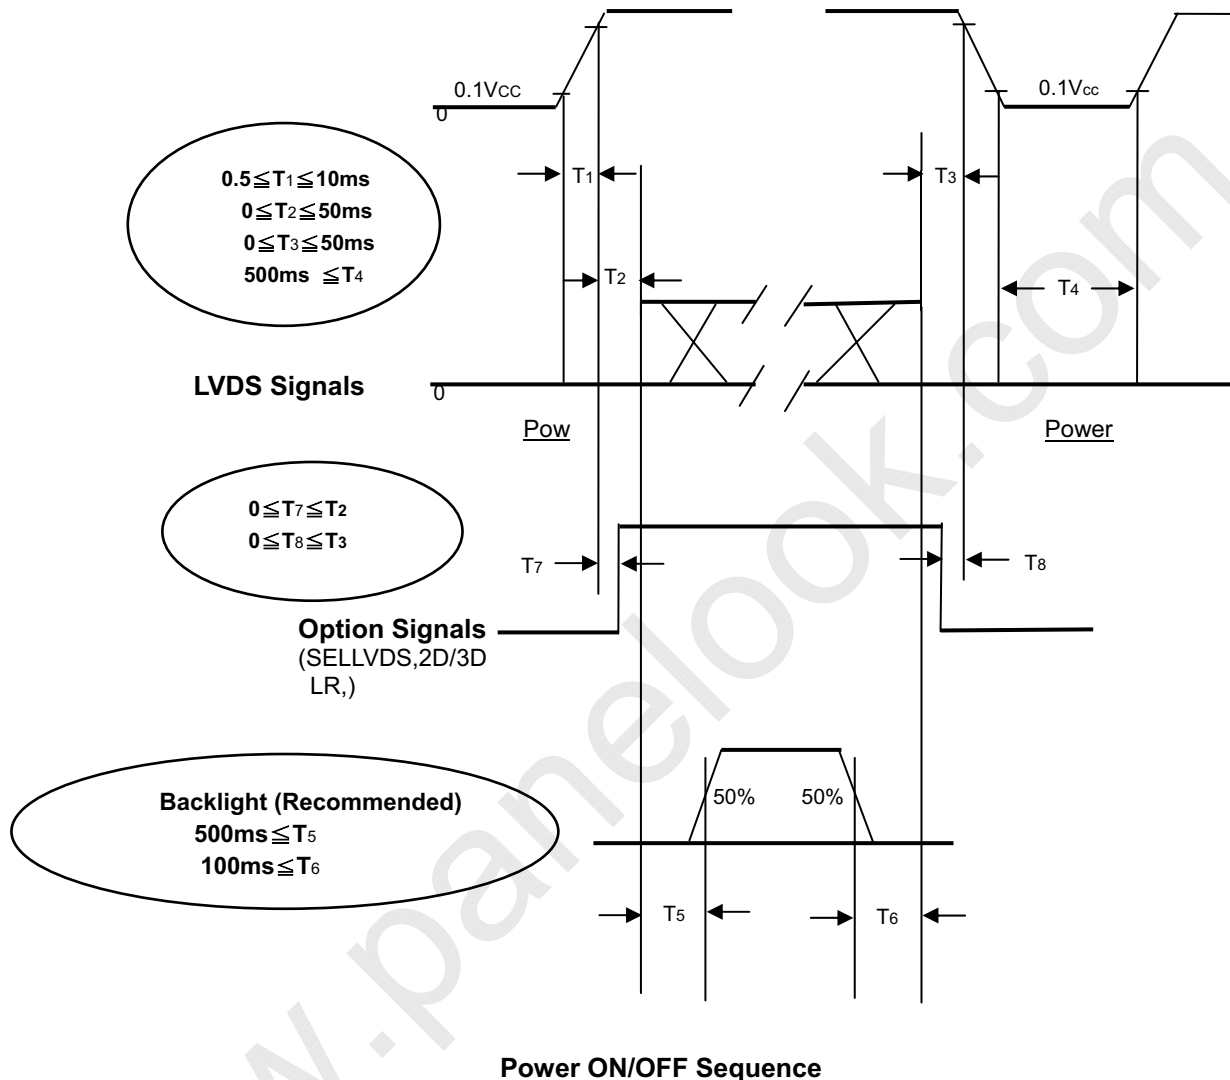 0.1VCC
0.1Vcc
0
0.5≦T1≦10ms
0≦T2≦50ms
0≦T3≦50ms
500ms ≦T4
T1
T3
T2
T4
LVDS Signals
0
Pow
Power
0≦T7≦T2
0≦T8≦T3
T7
T8
Option Signals
(SELLVDS,2D/3D
LR,)
Backlight (Recommended)
500ms≦T5
100ms≦T6
50%
50%
T5
T6
Power ON/OFF Sequence
w.panelook.com